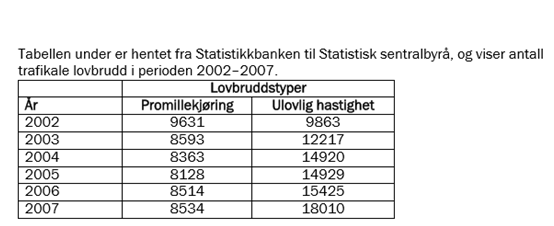 Tabellen under er hentet fra Statistikkbanken til Statistisk sentralbyrå, og viser antall
trafikale lovbrudd i perioden 2002–2007.
Lovbruddstyper
År Promillekjøring Ulovlig hastighet
2002 9631 9863
2003 8593 12217
2004 8363 14920
2005 8128 14929
2006 8514 15425
2007 8534 18010